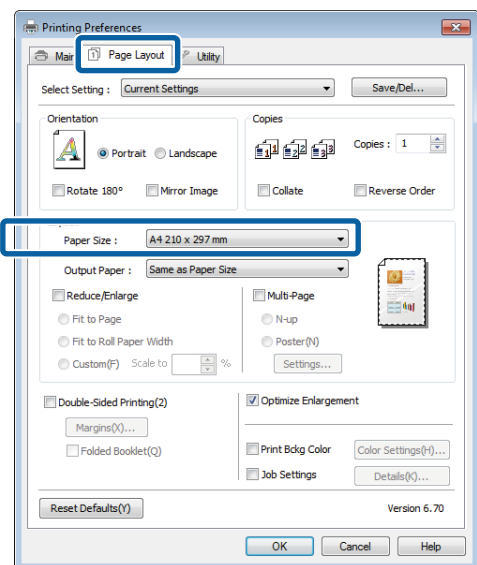 Printing Preferences
Main Page Layout Utility
Select Setting : Current Settings Save/Del...
Orientation Copies
Portrait Landscape Copies : 1
Rotate 180° Mirror Image Collate Reverse Order
Paper Size : A4 210 x 297 mm
Output Paper : Same as Paper Size
Reduce/Enlarge Multi-Page
Fit to Page N-up
Fit to Roll Paper Width Poster(N)
Custom(F) Scale to % Settings...
Double-Sided Printing(2) Optimize Enlargement
Margins(X)...
Folded Booklet(Q) Print Bckg Color Color Settings(H)...
Job Settings Details(K)...
Reset Defaults(Y) Version 6.70
OK Cancel Help